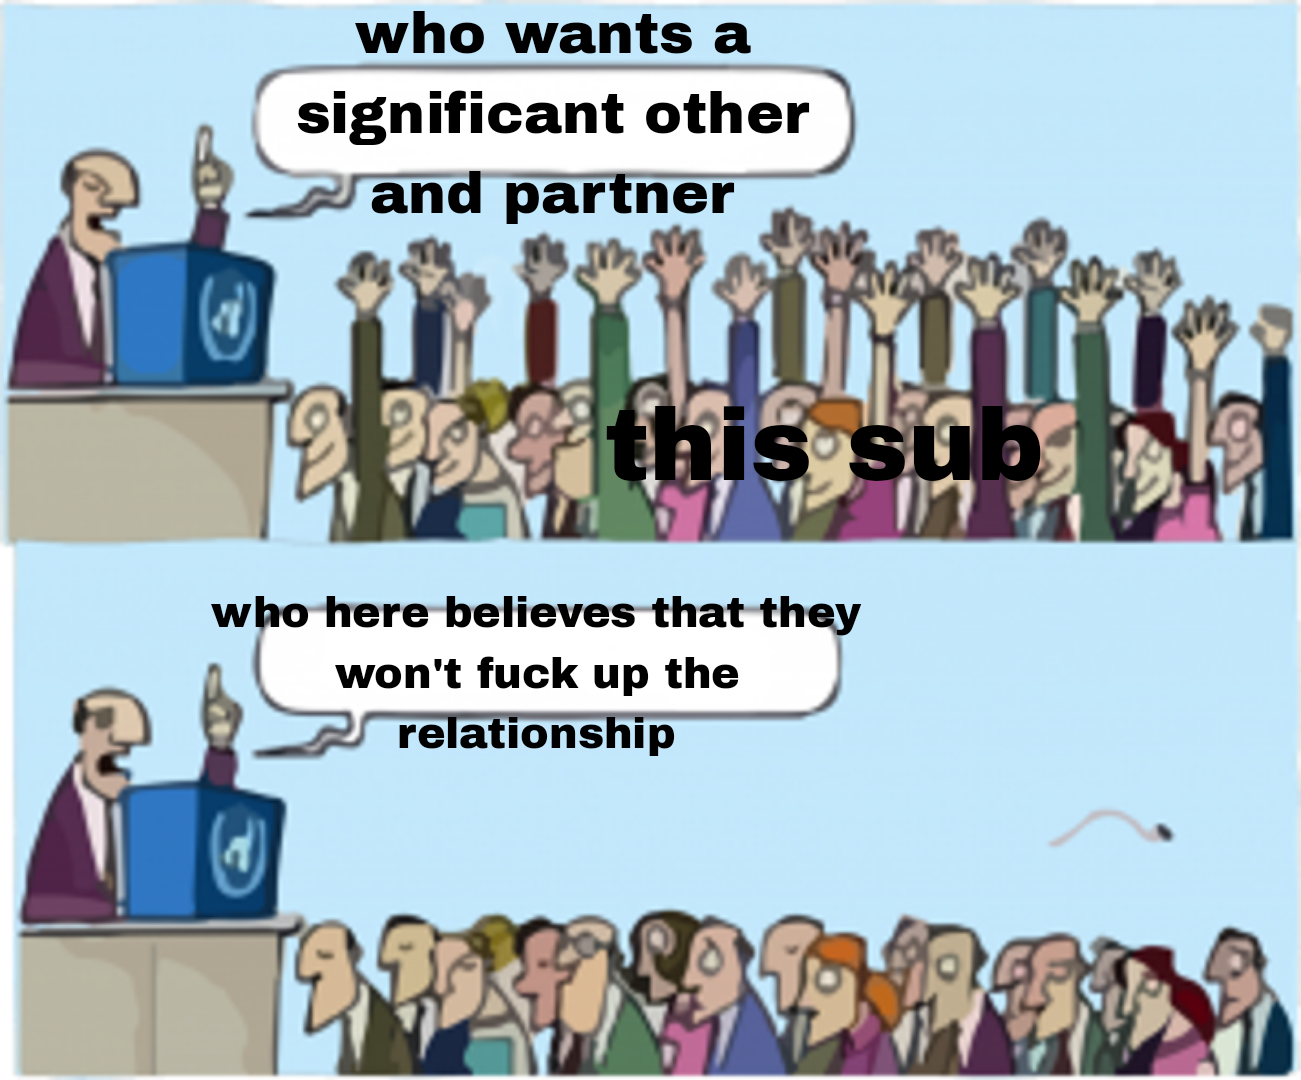 who wants a
significant other
and partner
this sub
who here believes that they
won't fuck up the
relationship